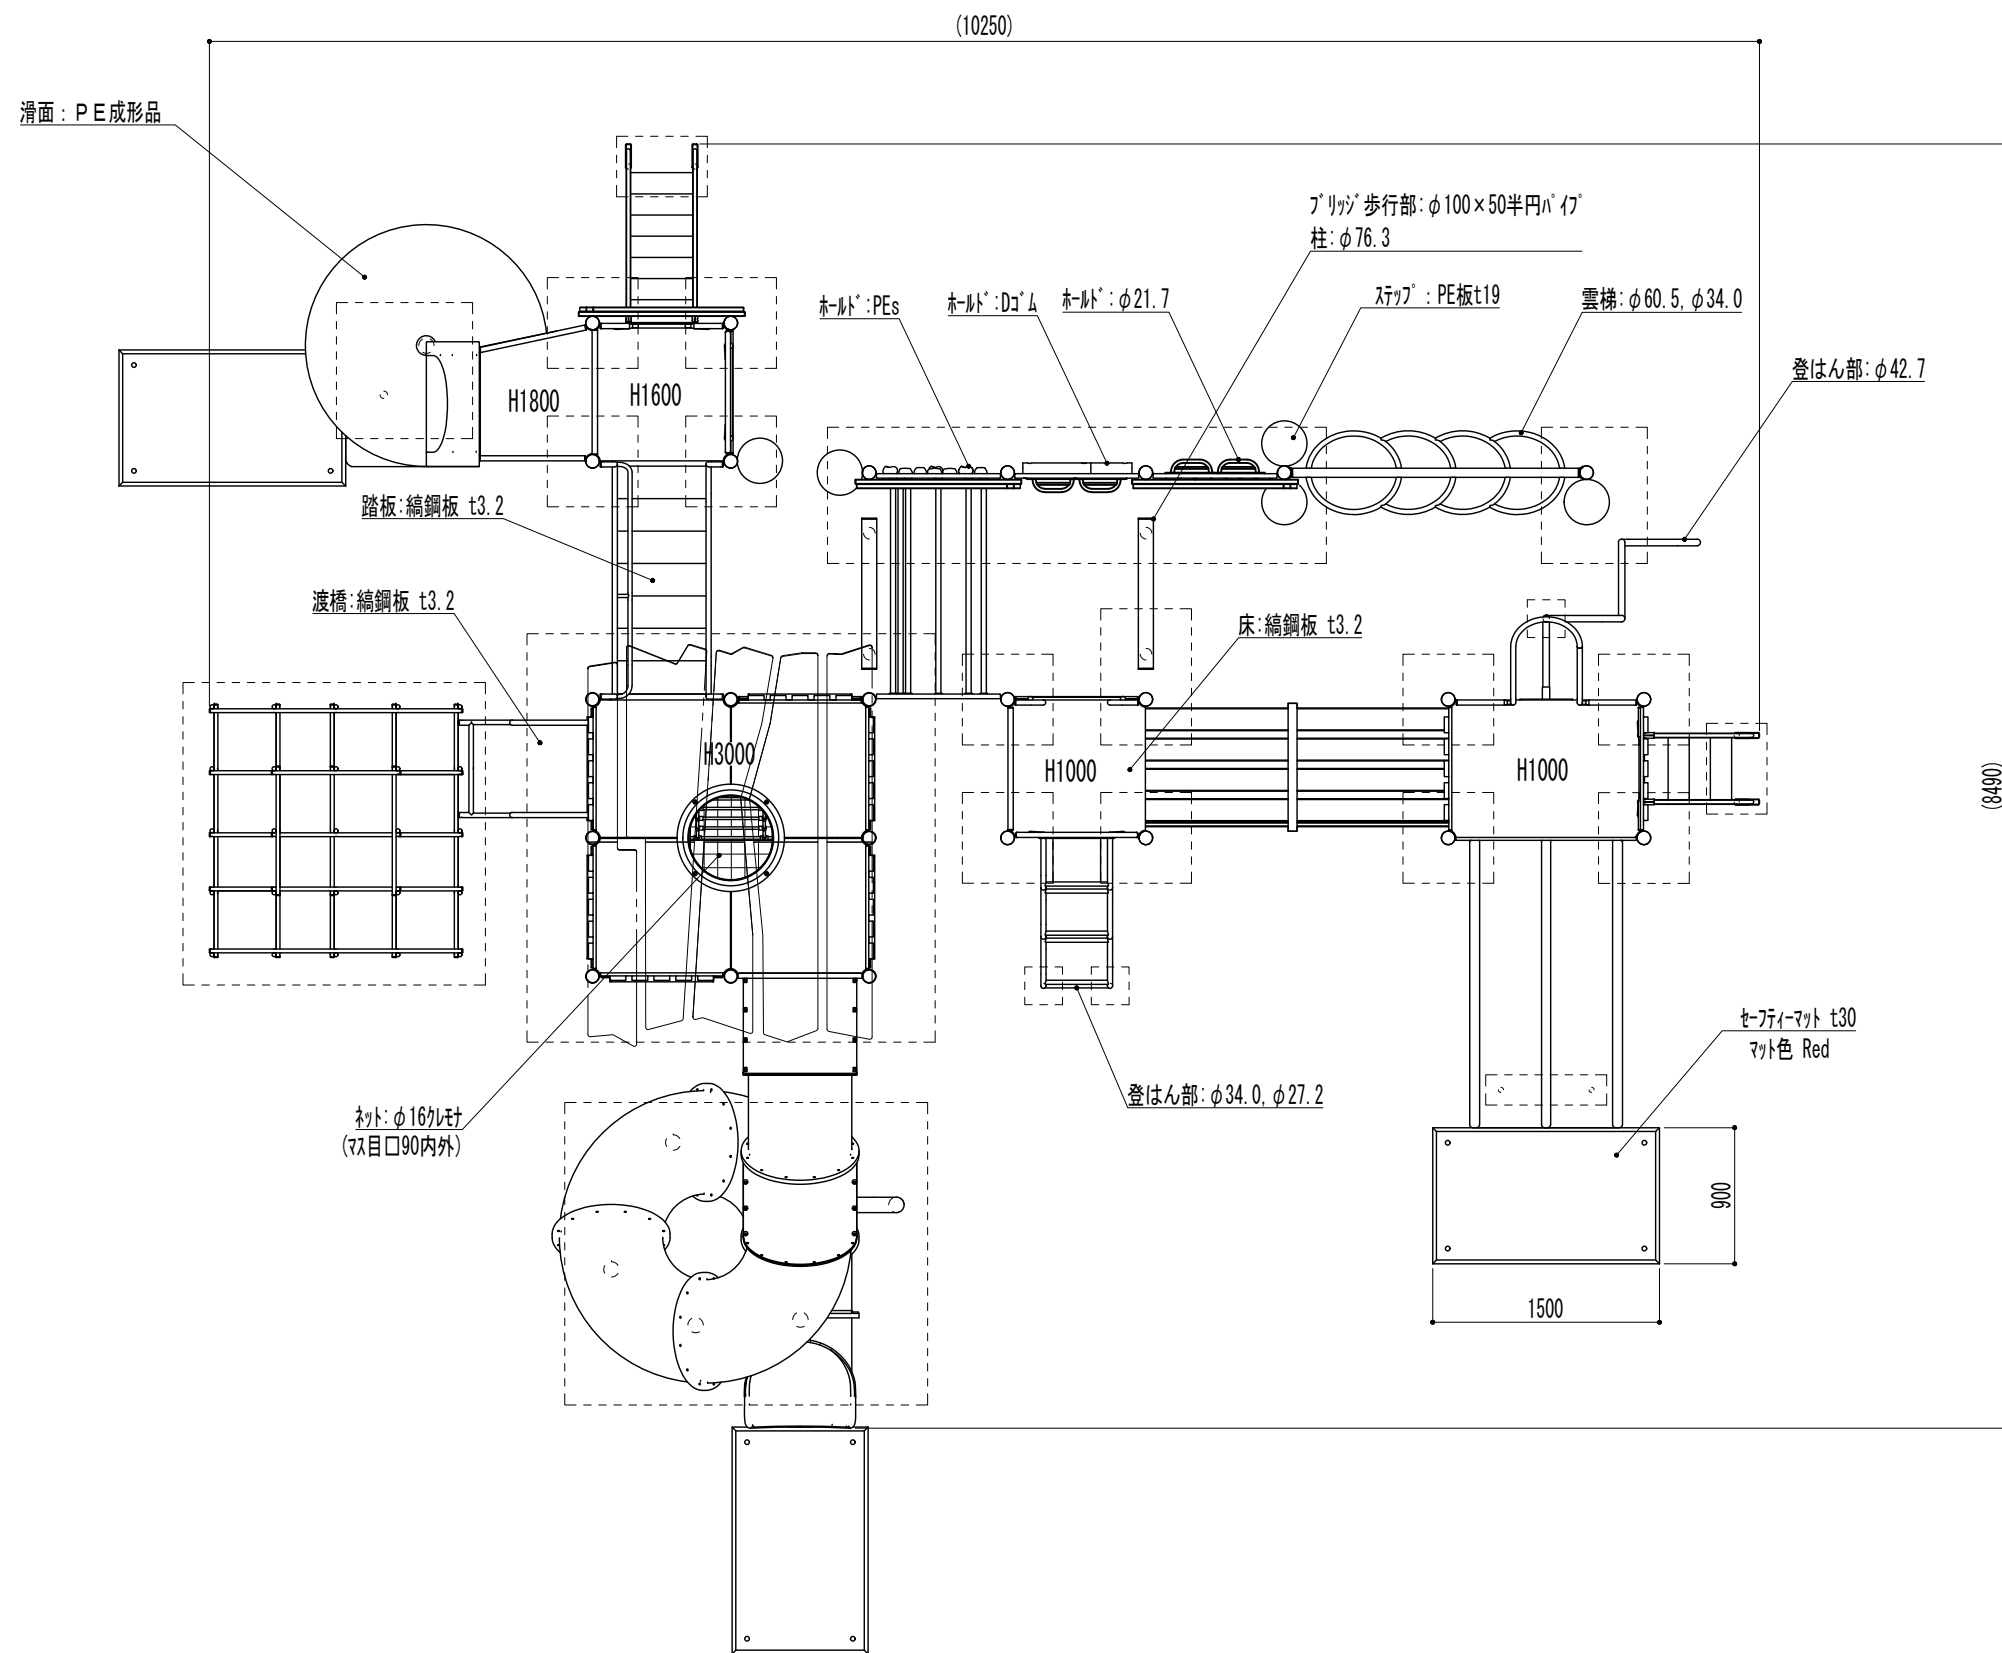 (10250)
滑面：ＰＥ成形品
ﾌﾞﾘｯｼﾞ歩行部:φ100×50半円ﾊﾟｲﾌﾟ
柱:φ76.3
ﾎｰﾙﾄﾞ:PEs
ﾎｰﾙﾄﾞ:Dｺﾞﾑ
ﾎｰﾙﾄﾞ:φ21.7
ｽﾃｯﾌﾟ:PE板t19
雲梯:φ60.5,φ34.0
登はん部:φ42.7
H1800
H1600
踏板:縞鋼板 t3.2
渡橋:縞鋼板 t3.2
床:縞鋼板 t3.2
H3000
H1000
H1000
(8490)
ｾｰﾌﾃｨｰﾏｯﾄ t30
ﾏｯﾄ色 Red
登はん部:φ34.0,φ27.2
ﾈｯﾄ:φ16ｸﾚﾓﾅ
(ﾏｽ目□90内外)
900
1500